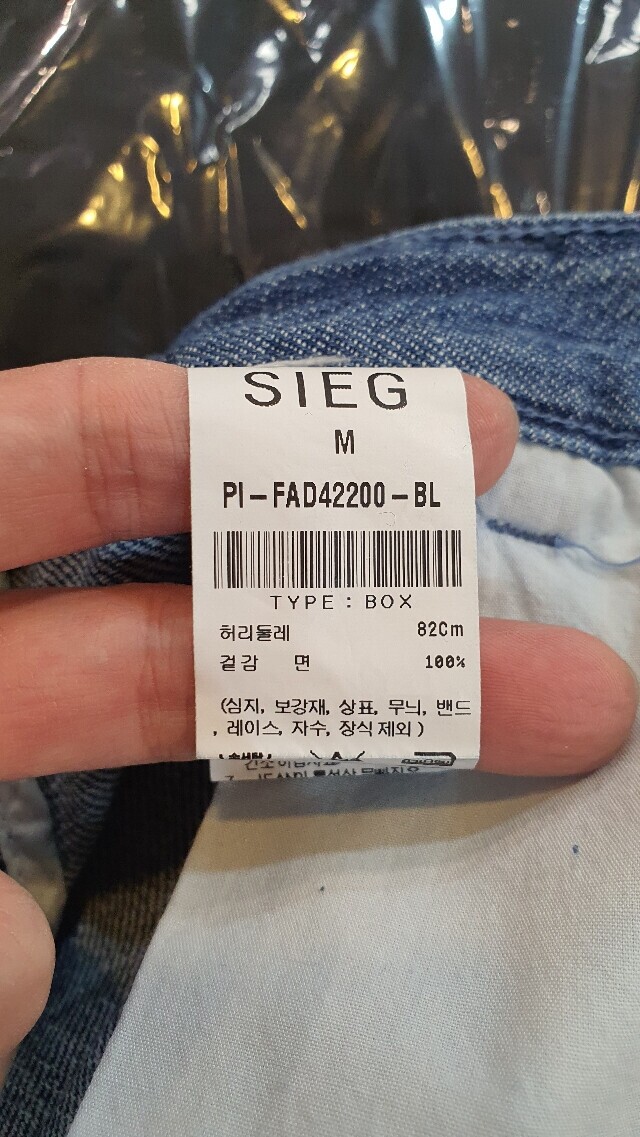 SIEG
M
PI-FAD42200-BL
TYPE : BOX
허리둘레 82Cm
겉감 면 100%
(심지, 보강재, 상표, 무늬, 밴드
, 레이스, 자수, 장식 제외)